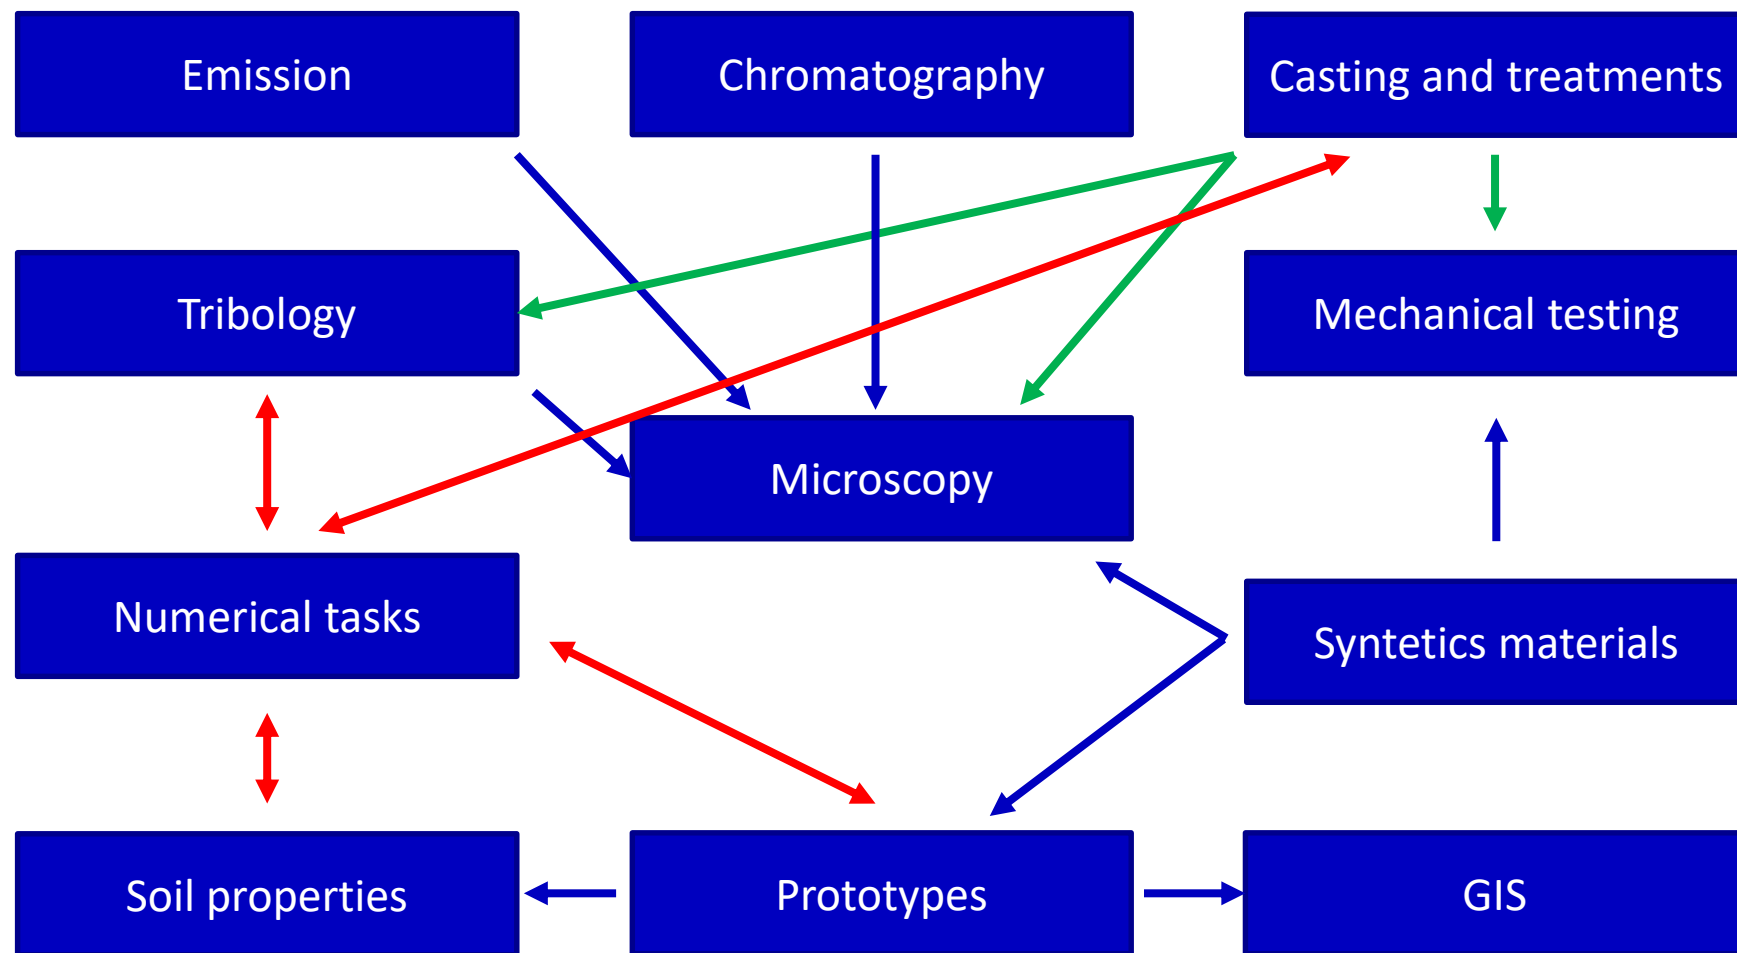 Emission
Chromatography
Casting and treatments
Tribology
Mechanical testing
Microscopy
Numerical tasks
Syntetics materials
Soil properties
Prototypes
GIS